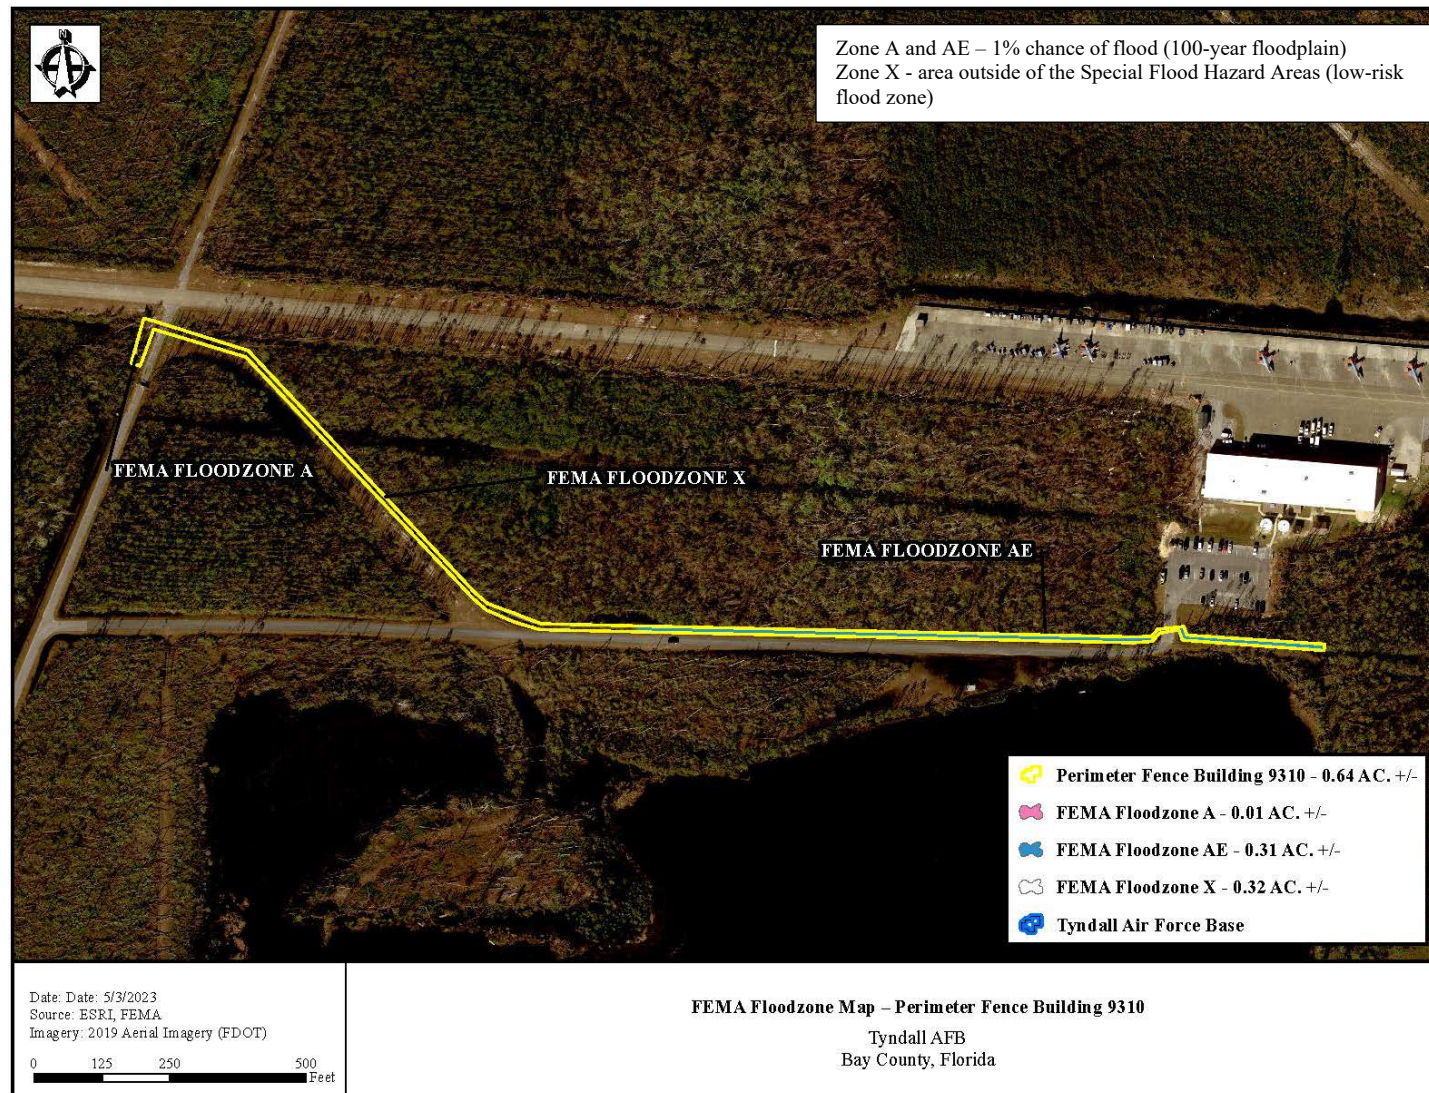 N
Zone A and AE – 1% chance of flood (100-year floodplain)
Zone X - area outside of the Special Flood Hazard Areas (low-risk
flood zone)
FEMA FLOODZONE A
FEMA FLOODZONE X
FEMA FLOODZONE AE
Perimeter Fence Building 9310 - 0.64 AC. +/-
FEMA Floodzone A - 0.01 AC. +/-
FEMA Floodzone AE - 0.31 AC. +/-
FEMA Floodzone X - 0.32 AC. +/-
Tyndall Air Force Base
Date: Date: 5/3/2023
Source: ESRI, FEMA
Imagery: 2019 Aerial Imagery (FDOT)
0 125 250 500
Feet
FEMA Floodzone Map – Perimeter Fence Building 9310
Tyndall AFB
Bay County, Florida